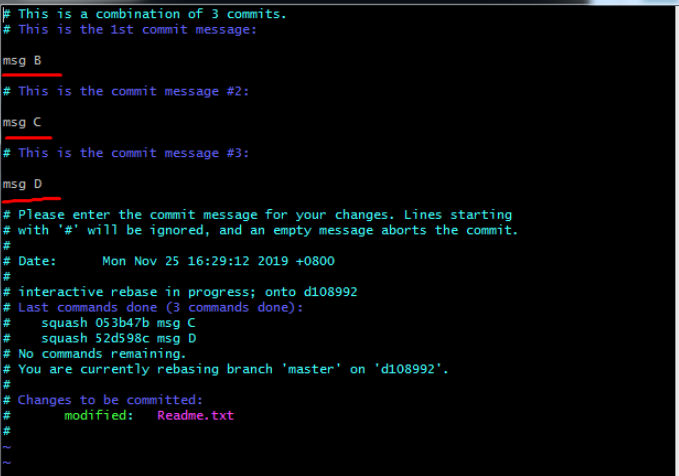 # This is a combination of 3 commits.
# This is the 1st commit message:
msg B
# This is the commit message #2:
msg C
# This is the commit message #3:
msg D
# Please enter the commit message for your changes. Lines starting
# with '#' will be ignored, and an empty message aborts the commit.
#
# Date:      Mon Nov 25 16:29:12 2019 +0800
#
# interactive rebase in progress; onto d108992
# Last commands done (3 commands done):
#    squash 053b47b msg C
#    squash 52d598c msg D
# No commands remaining.
# You are currently rebasing branch 'master' on 'd108992'.
#
# Changes to be committed:
#       modified:   Readme.txt
#
~
~